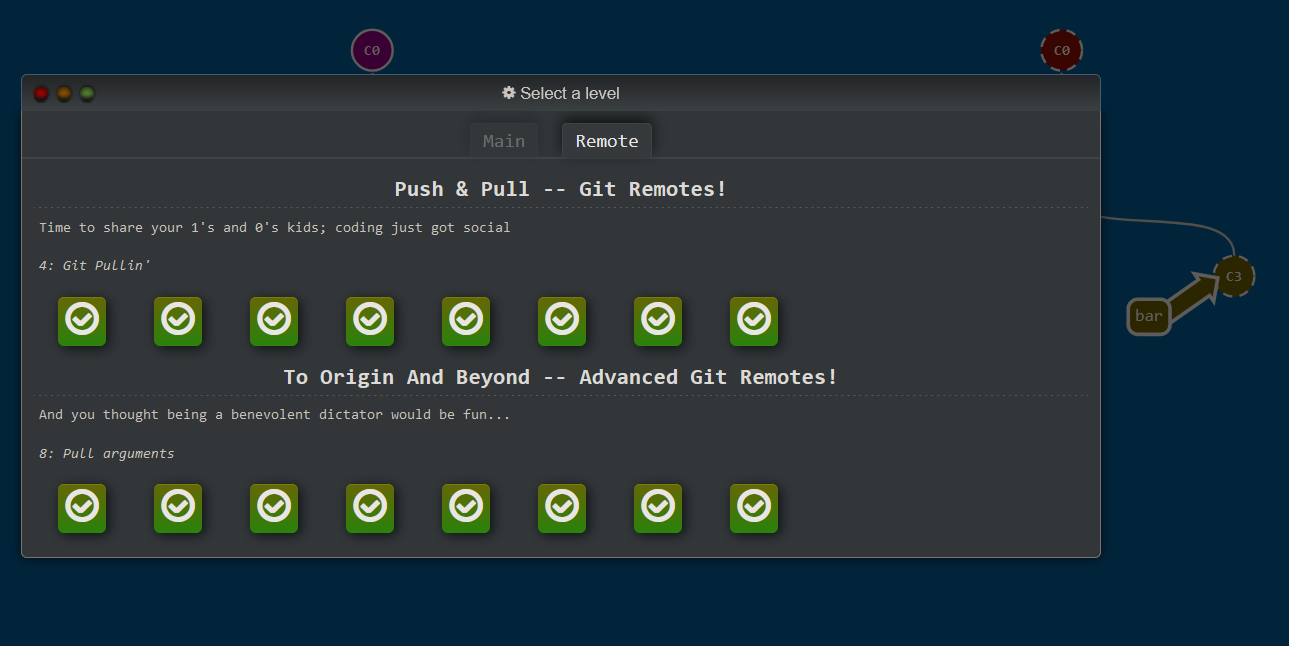 C0
C0
Select a level
Main
Remote
Push & Pull -- Git Remotes!
Time to share your 1's and 0's kids; coding just got social
4: Git Pullin'
C3
bar
To Origin And Beyond -- Advanced Git Remotes!
And you thought being a benevolent dictator would be fun...
8: Pull arguments